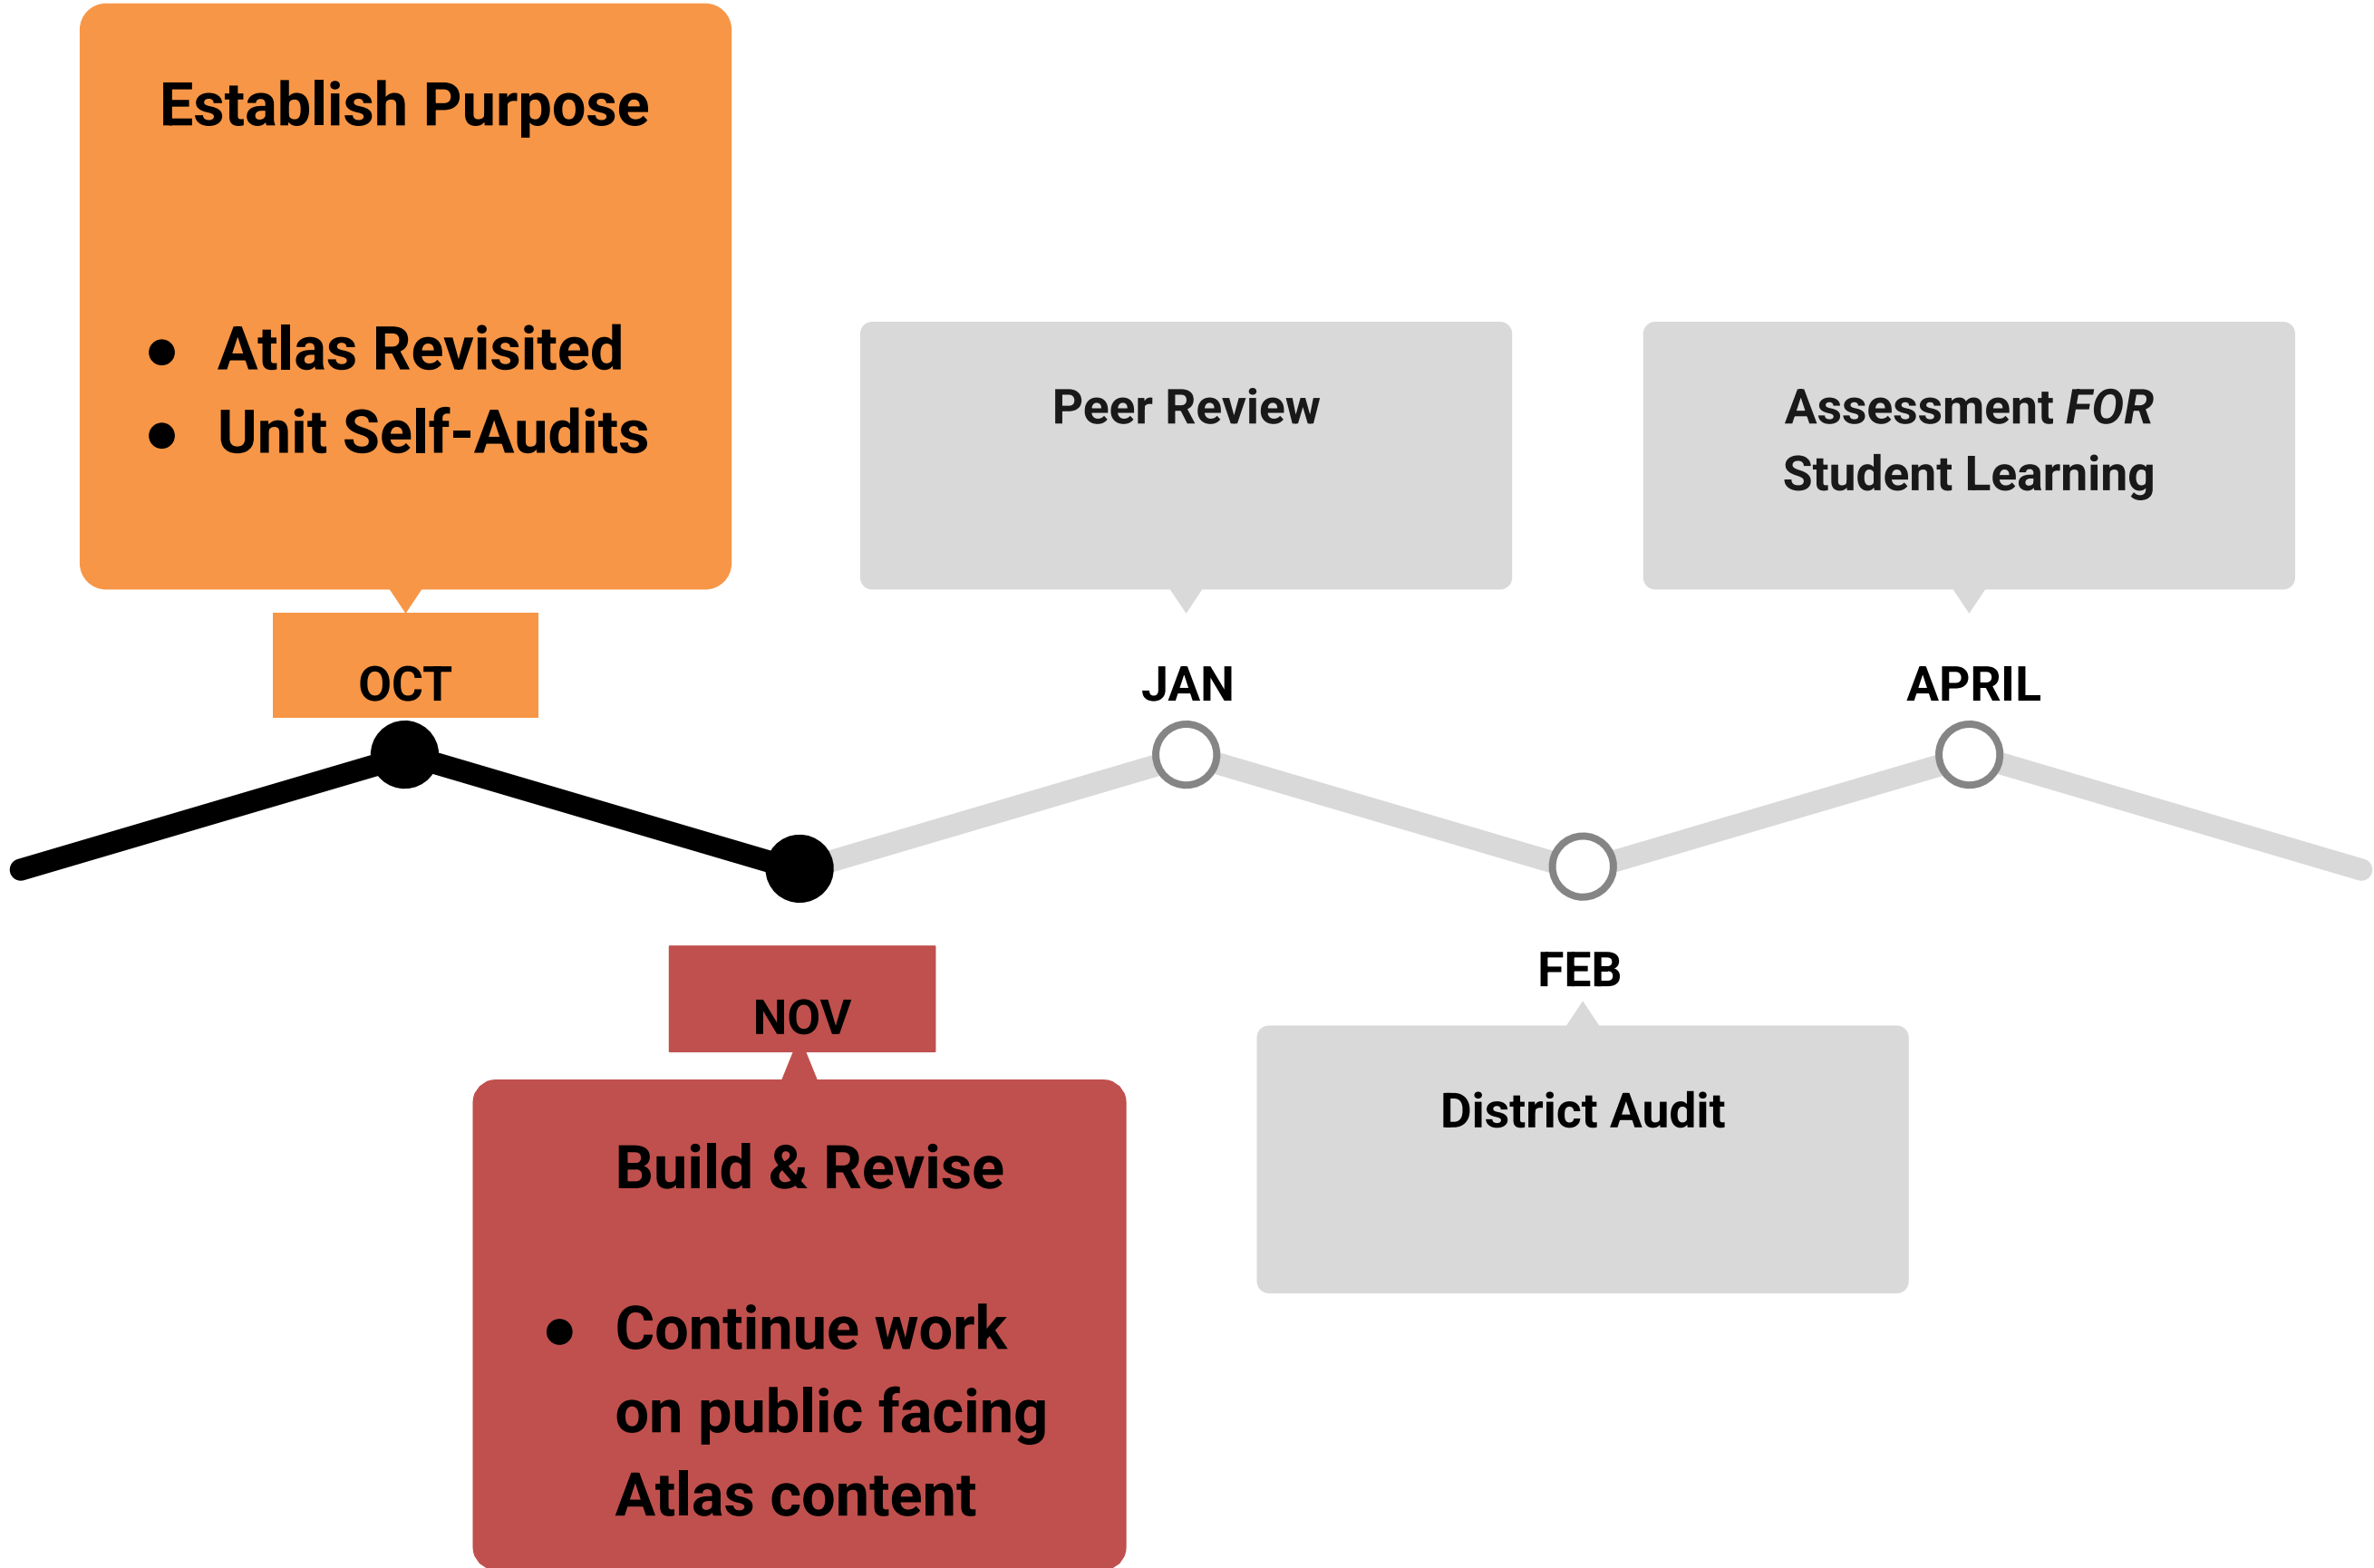 Establish Purpose
● Atlas Revisited
● Unit Self-Audits
OCT
NOV
Build & Revise
● Continue work
on public facing
Atlas content
Peer Review
JAN
FEB
District Audit
Assessment FOR
Student Learning
APRIL